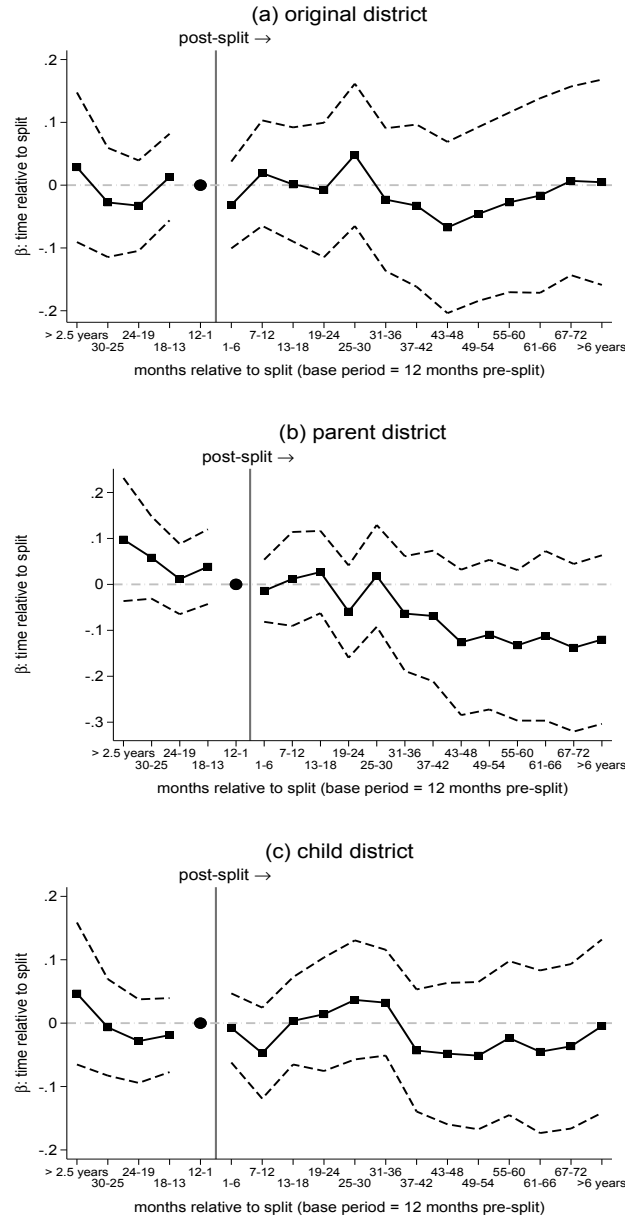 (a) original district
post-split →
.2
.1
0
-.1
-.2
β: time relative to split
> 2.5 years 24-19 12-1 7-12 19-24 31-36 43-48 55-60 67-72
30-25 18-13 1-6 13-18 25-30 37-42 49-54 61-66 >6 years
months relative to split (base period = 12 months pre-split)
(b) parent district
post-split →
.2
.1
0
-.1
-.2
-.3
β: time relative to split
> 2.5 years 24-19 12-1 7-12 19-24 31-36 43-48 55-60 67-72
30-25 18-13 1-6 13-18 25-30 37-42 49-54 61-66 >6 years
months relative to split (base period = 12 months pre-split)
(c) child district
post-split →
.2
.1
0
-.1
-.2
β: time relative to split
> 2.5 years 24-19 12-1 7-12 19-24 31-36 43-48 55-60 67-72
30-25 18-13 1-6 13-18 25-30 37-42 49-54 61-66 >6 years
months relative to split (base period = 12 months pre-split)